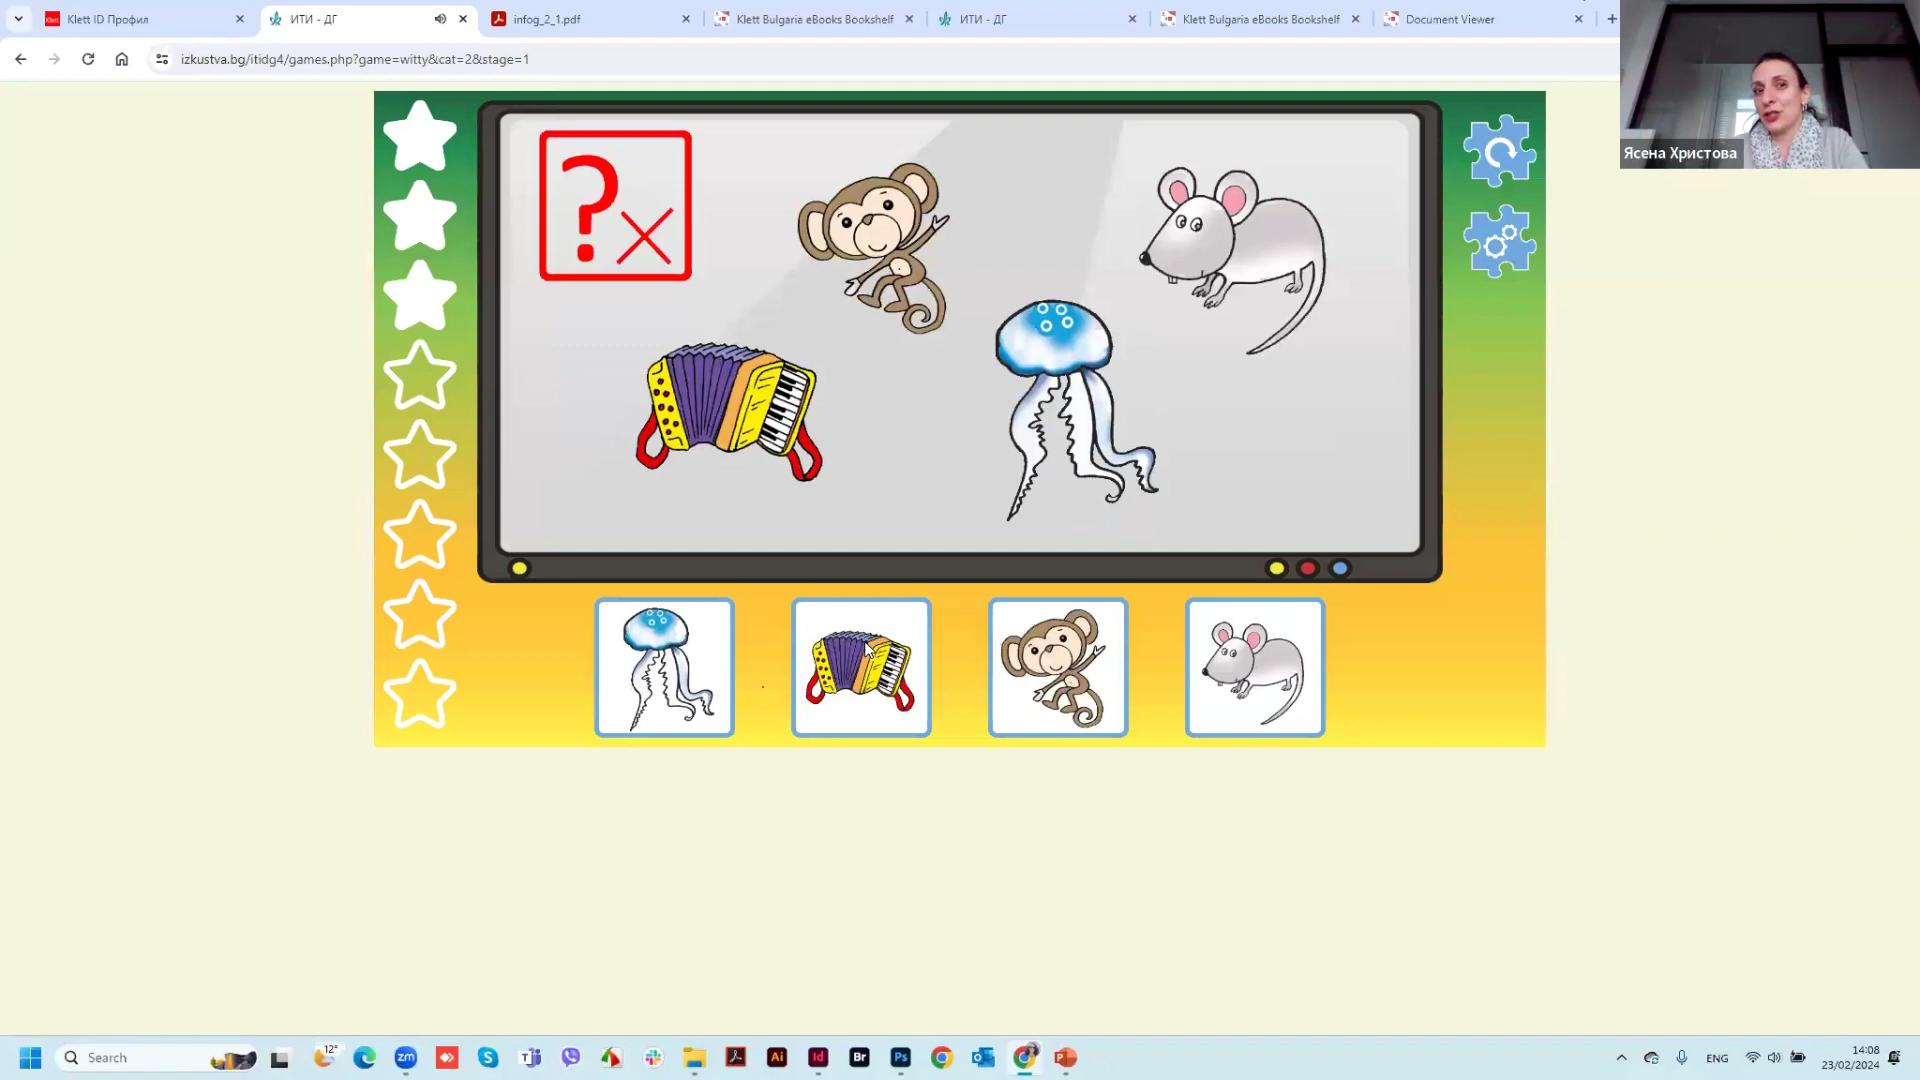 Klett ID Профил
ИТИ - ДГ
infog_2_1.pdf
Klett Bulgaria eBooks Bookshelf
ИТИ - ДГ
Klett Bulgaria eBooks Bookshelf
Document Viewer
izkustva.bg/itidg4/games.php?game=witty&cat=2&stage=1
Ясена Христова
?
Search
12°
ENG
14:08
23/02/2024